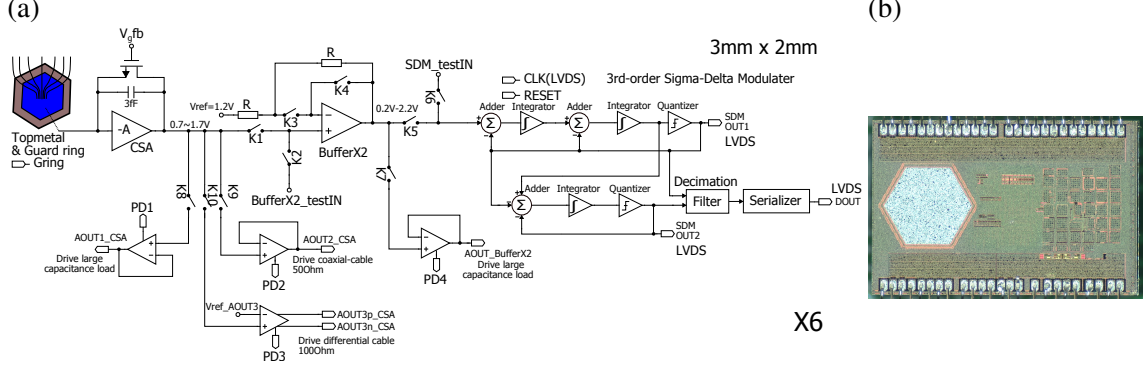 (a)
(b)
3mm x 2mm
V_gfb
3fF
-A
CSA
Topmetal
& Guard ring
Gring
0.7~1.7V
Vref=1.2V
R
R
K3
K4
K1
K2
BufferX2
BufferX2_testIN
0.2V-2.2V
K5
SDM_testIN
K6
K7
CLK(LVDS)
RESET
3rd-order Sigma-Delta Modulater
Adder
Integrator
Adder
Integrator
Quantizer
SDM
OUT1
LVDS
Adder
Integrator
Quantizer
SDM
OUT2
LVDS
Decimation
Filter
Serializer
LVDS
DOUT
K8
K10
K9
PD1
AOUT1_CSA
Drive large
capacitance load
AOUT2_CSA
Drive coaxial-cable
50Ohm
PD2
Vref_AOUT3
AOUT3p_CSA
AOUT3n_CSA
Drive differential cable
100Ohm
PD3
AOUT_BufferX2
Drive large
capacitance load
PD4
X6